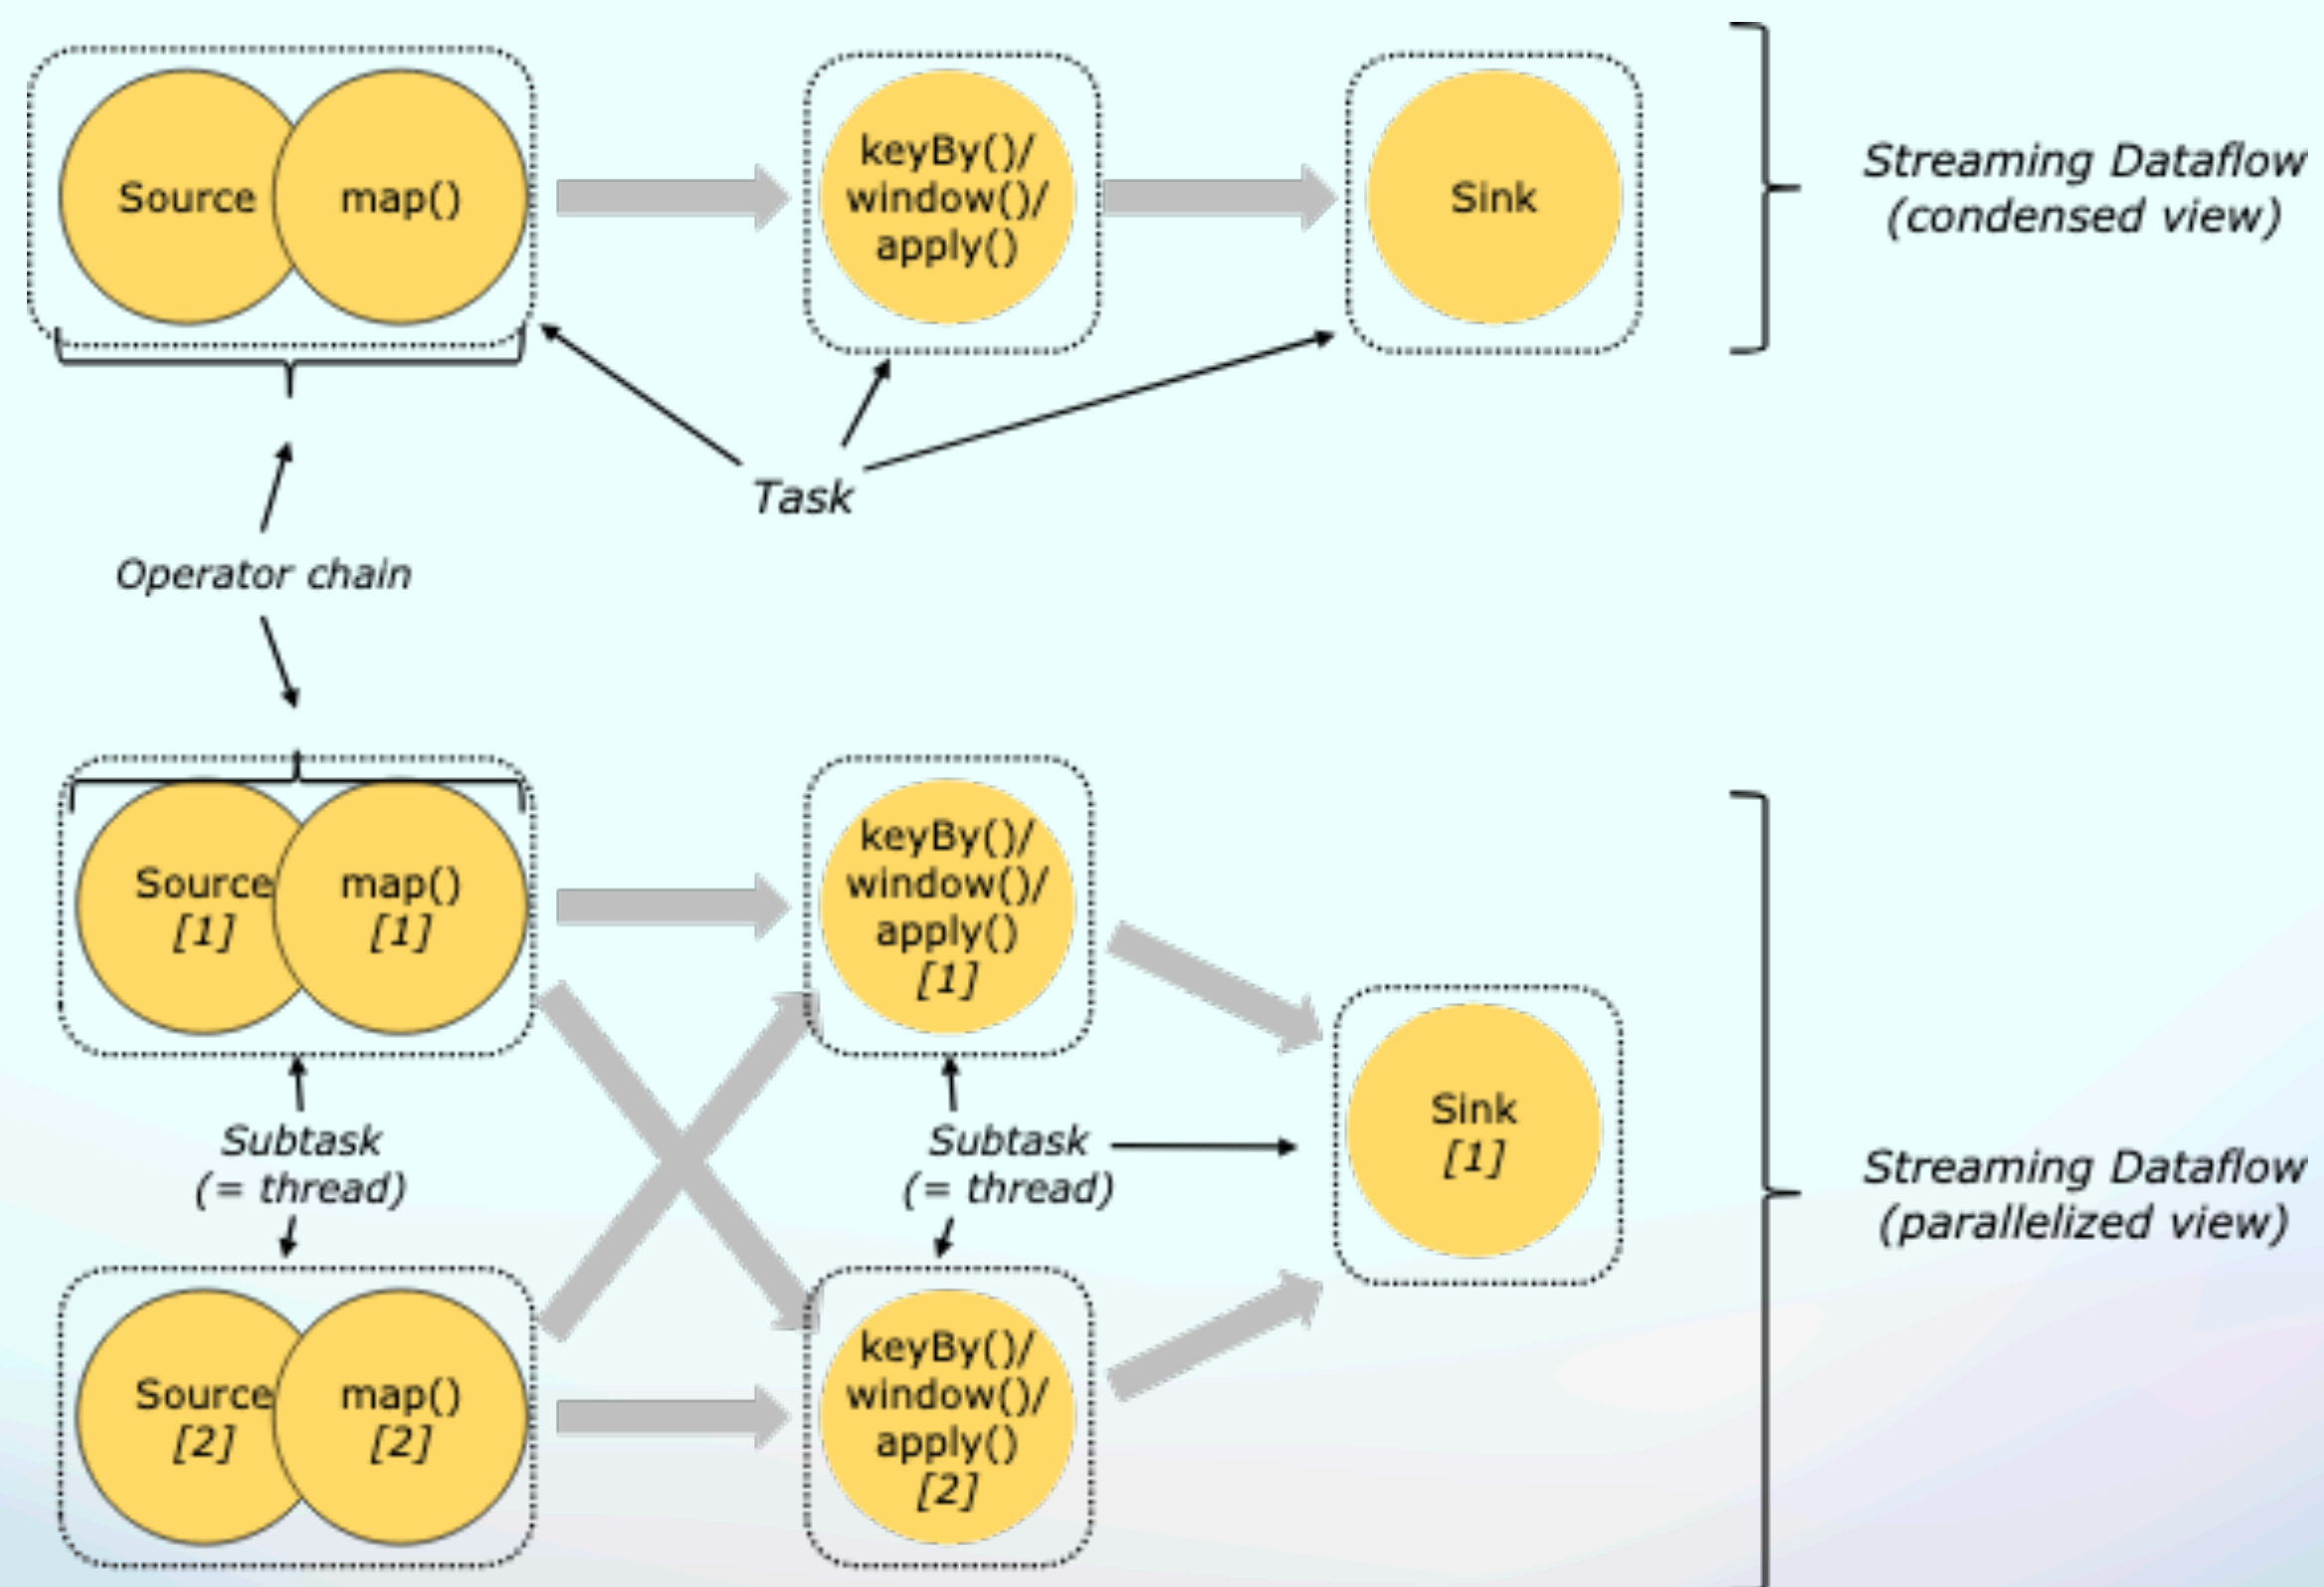 Source
map()
keyBy()/
window()/
apply()
Sink
Streaming Dataflow
(condensed view)
Task
Operator chain
Source
[1]
map()
[1]
keyBy()/
window()/
apply()
[1]
Subtask
(= thread)
Subtask
(= thread)
Sink
[1]
Streaming Dataflow
(parallelized view)
Source
[2]
map()
[2]
keyBy()/
window()/
apply()
[2]